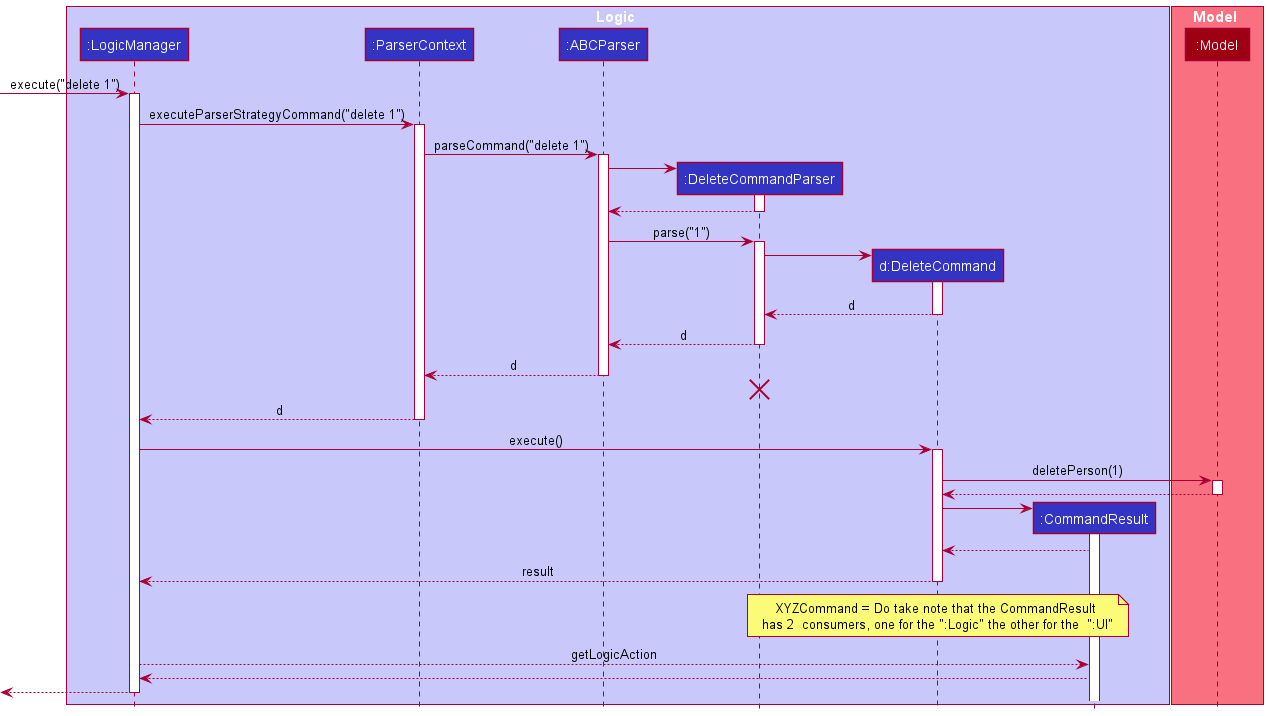 Logic
Model
:LogicManager
:ParserContext
:ABCParser
:Model
execute("delete 1")
executeParserStrategyCommand("delete 1")
parseCommand("delete 1")
:DeleteCommandParser
parse("1")
d:DeleteCommand
d
d
d
d
execute()
deletePerson(1)
:CommandResult
result
XYZCommand = Do take note that the CommandResult
has 2  consumers, one for the ":Logic" the other for the  ":UI"
getLogicAction